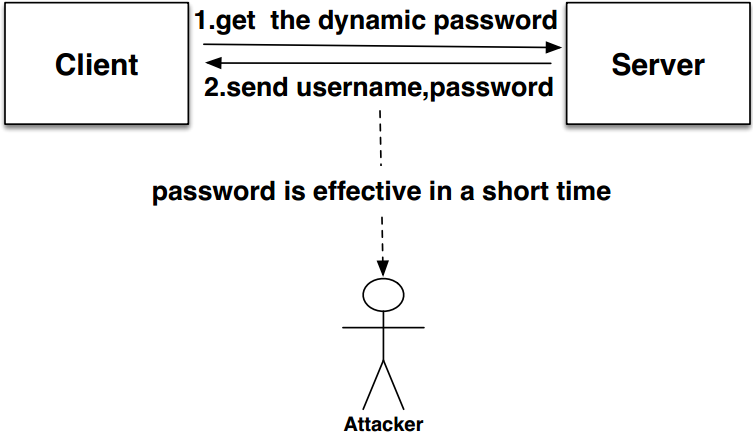 1.get the dynamic password
Client
Server
2.send username,password
password is effective in a short time
Attacker